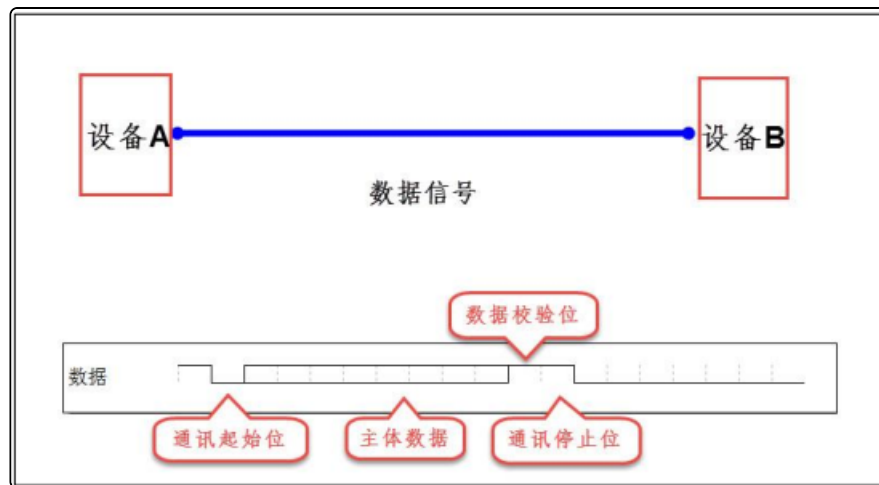 设备A
设备B
数据信号
数据校验位
数据
通讯起始位
主体数据
通讯停止位